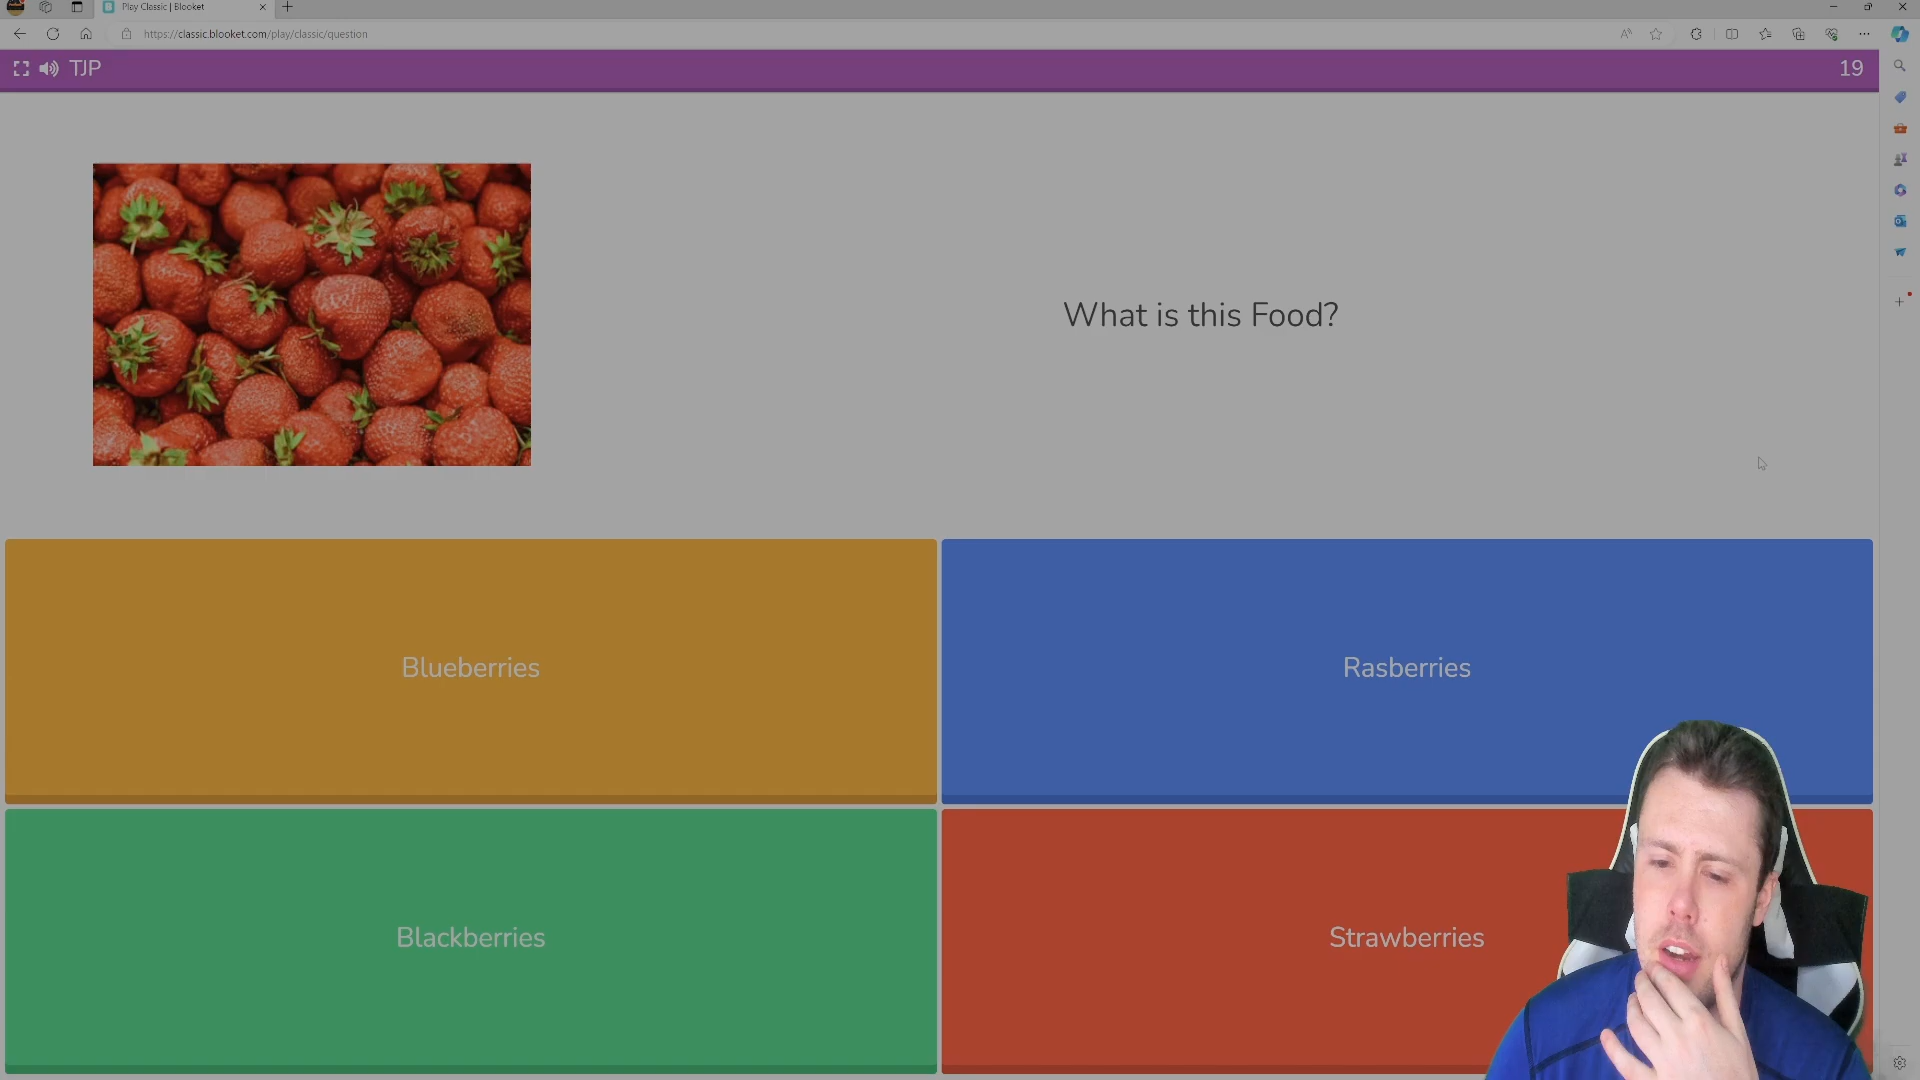 Play Classic | Blooket
https://classic.blooket.com/play/classic/question
TJP
19
What is this Food?
Blueberries
Rasberries
Blackberries
Strawberries